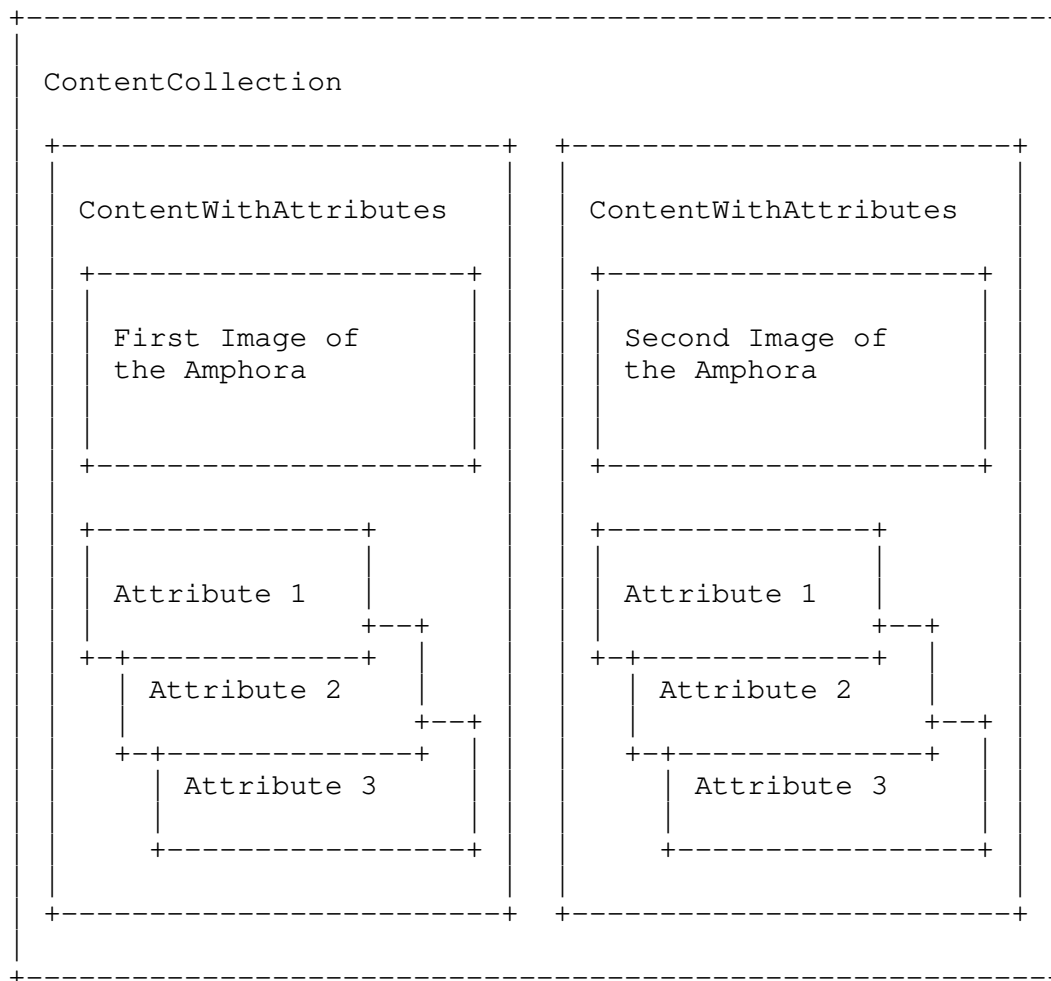 ContentCollection
ContentWithAttributes
First Image of
the Amphora
Attribute 1
Attribute 2
Attribute 3
ContentWithAttributes
Second Image of
the Amphora
Attribute 1
Attribute 2
Attribute 3